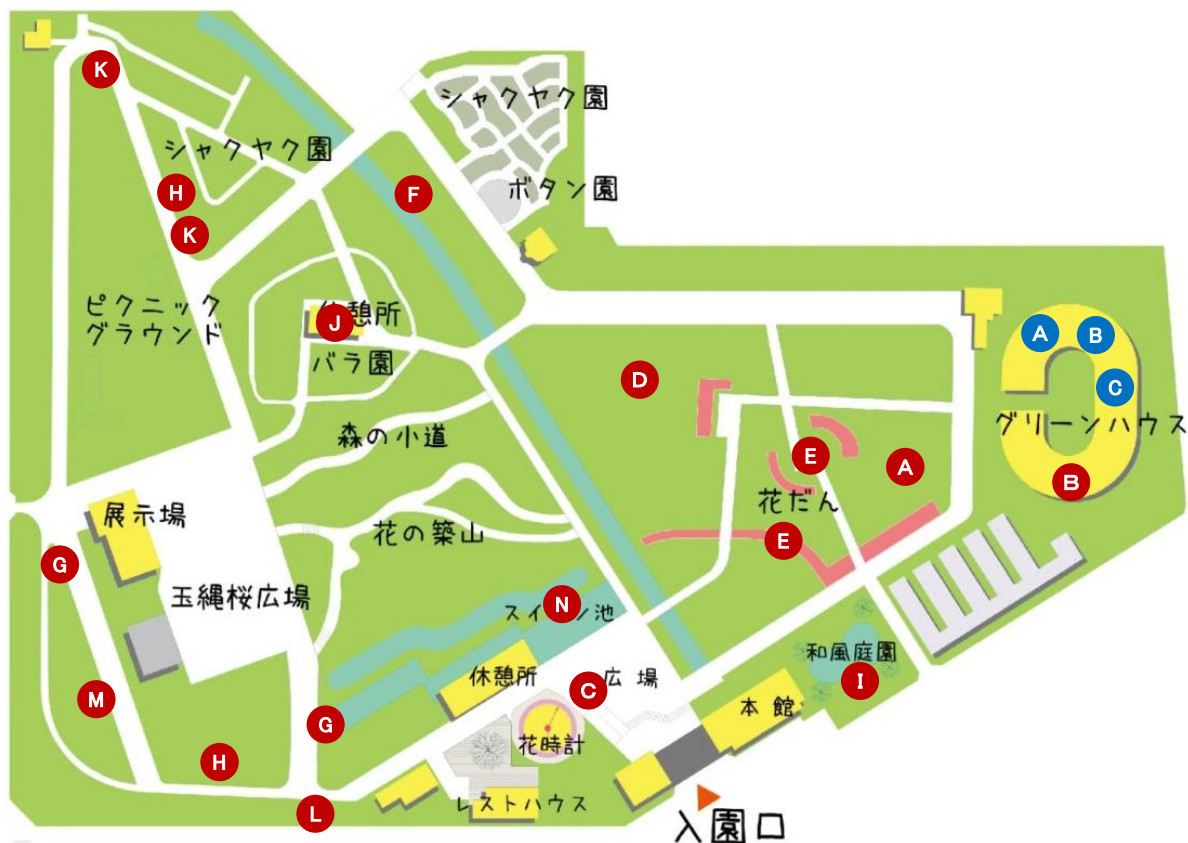 K
シャクヤク園
シャクヤク園
H
F
ボタン園
K
ピクニック
グラウンド
休憩所
J
バラ園
A
B
C
グリーンハウス
B
D
森の小道
E
A
花だん
E
花の築山
展示場
G
玉縄桜広場
スイレン池
N
和風庭園
I
休憩所
C
広場
本館
M
G
花時計
H
L
レストハウス
入園口